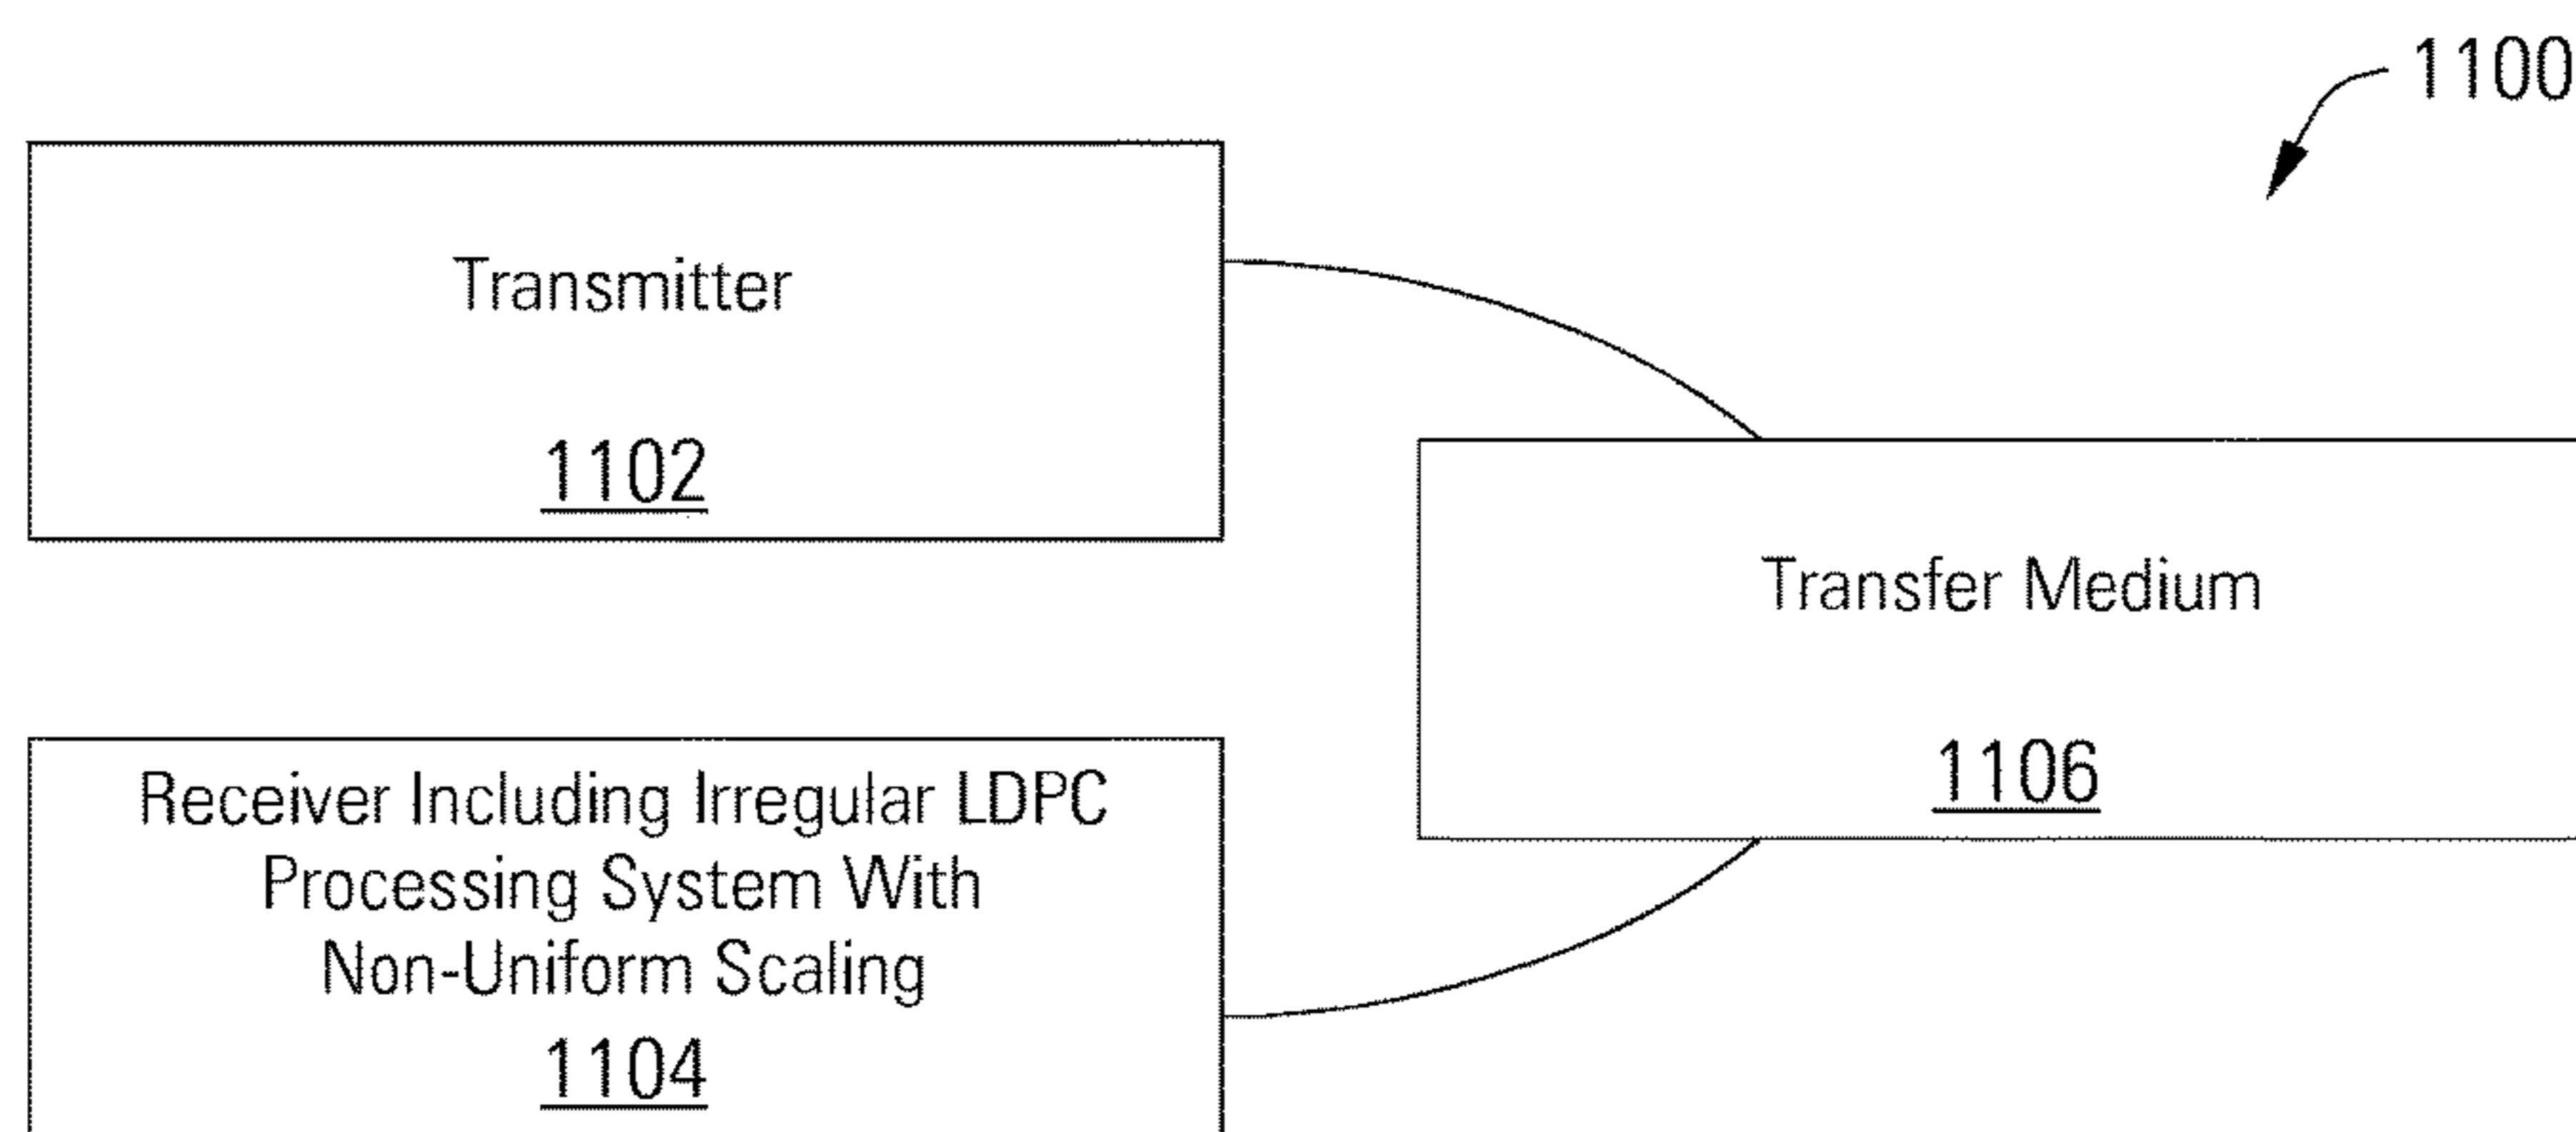 1100
Transmitter
1102
Transfer Medium
1106
Receiver Including Irregular LDPC
Processing System With
Non-Uniform Scaling
1104